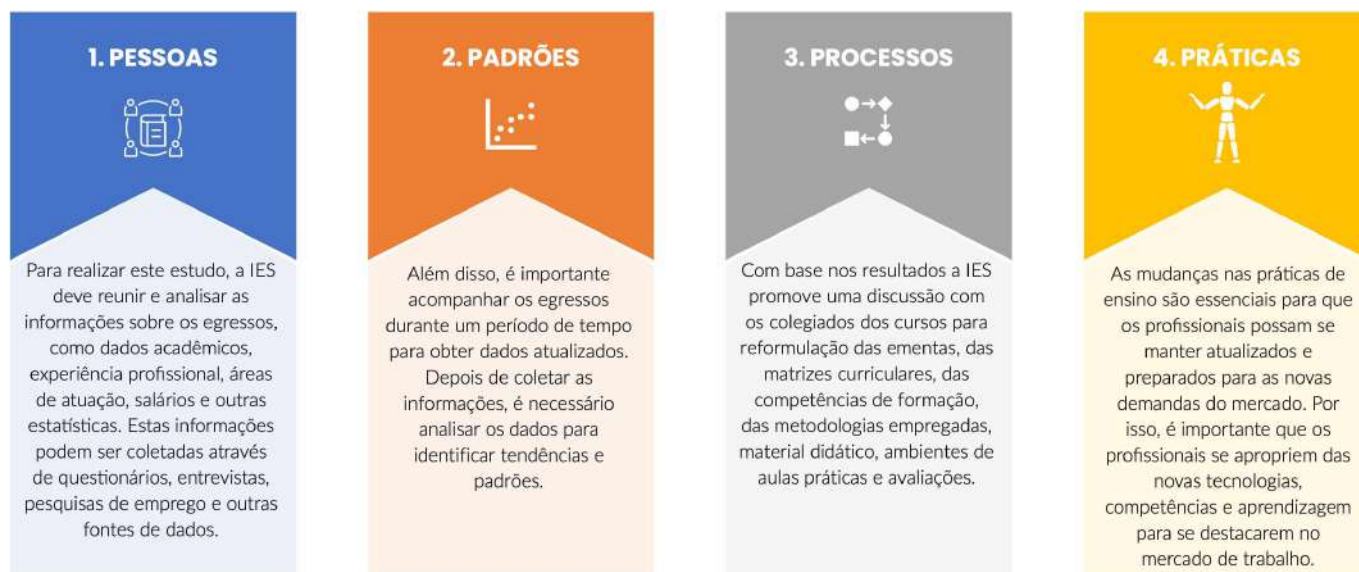 1. PESSOAS
Para realizar este estudo, a IES
deve reunir e analisar as
informações sobre os egressos,
como dados acadêmicos,
experiência profissional, áreas
de atuação, salários e outras
estatísticas. Estas informações
podem ser coletadas através
de questionários, entrevistas,
pesquisas de emprego e outras
fontes de dados.
2. PADRÕES
Além disso, é importante
acompanhar os egressos
durante um período de tempo
para obter dados atualizados.
Depois de coletar as
informações, é necessário
analisar os dados para
identificar tendências e
padrões.
3. PROCESSOS
Com base nos resultados a IES
promove uma discussão com
os colegiados dos cursos para
reformulação das ementas, das
matrizes curriculares, das
competências de formação,
das metodologias empregadas,
material didático, ambientes de
aulas práticas e avaliações.
4. PRÁTICAS
As mudanças nas práticas de
ensino são essenciais para que
os profissionais possam se
manter atualizados e
preparados para as novas
demandas do mercado. Por
isso, é importante que os
profissionais se apropriem das
novas tecnologias,
competências e aprendizagem
para se destacarem no
mercado de trabalho.